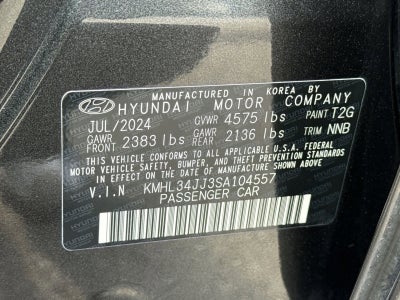 MANUFACTURED IN KOREA BY
HYUNDAI MOTOR COMPANY
JUL/2024 GVWR 4575 lbs PAINT T2G
GAWR FRONT 2383 lbs GAWR REAR 2136 lbs TRIM NNB
THIS VEHICLE CONFORMS TO ALL APPLICABLE U.S.A. FEDERAL
MOTOR VEHICLE SAFETY, BUMPER, AND THEFT PREVENTION STANDARDS
IN EFFECT ON THE DATE OF MANUFACTURE SHOWN ABOVE.
V.I.N KMHL34JJ3SA104557
PASSENGER CAR